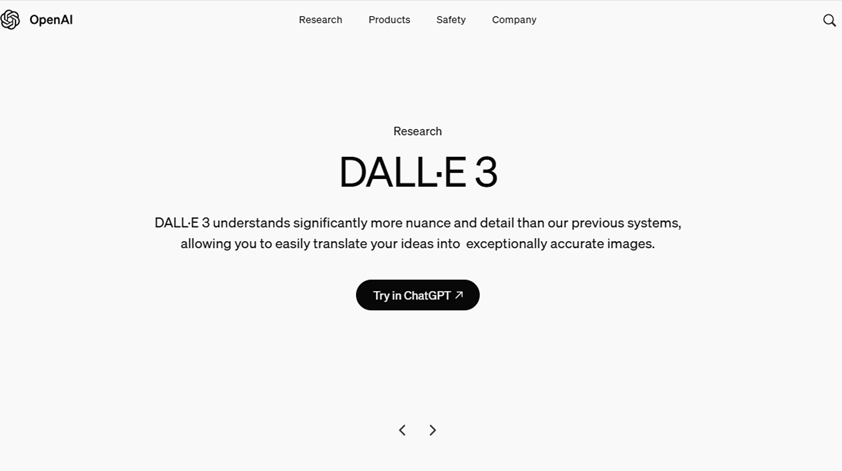 OpenAI
Research Products Safety Company
Research
DALL·E 3
DALL·E 3 understands significantly more nuance and detail than our previous systems,
allowing you to easily translate your ideas into exceptionally accurate images.
Try in ChatGPT ↗